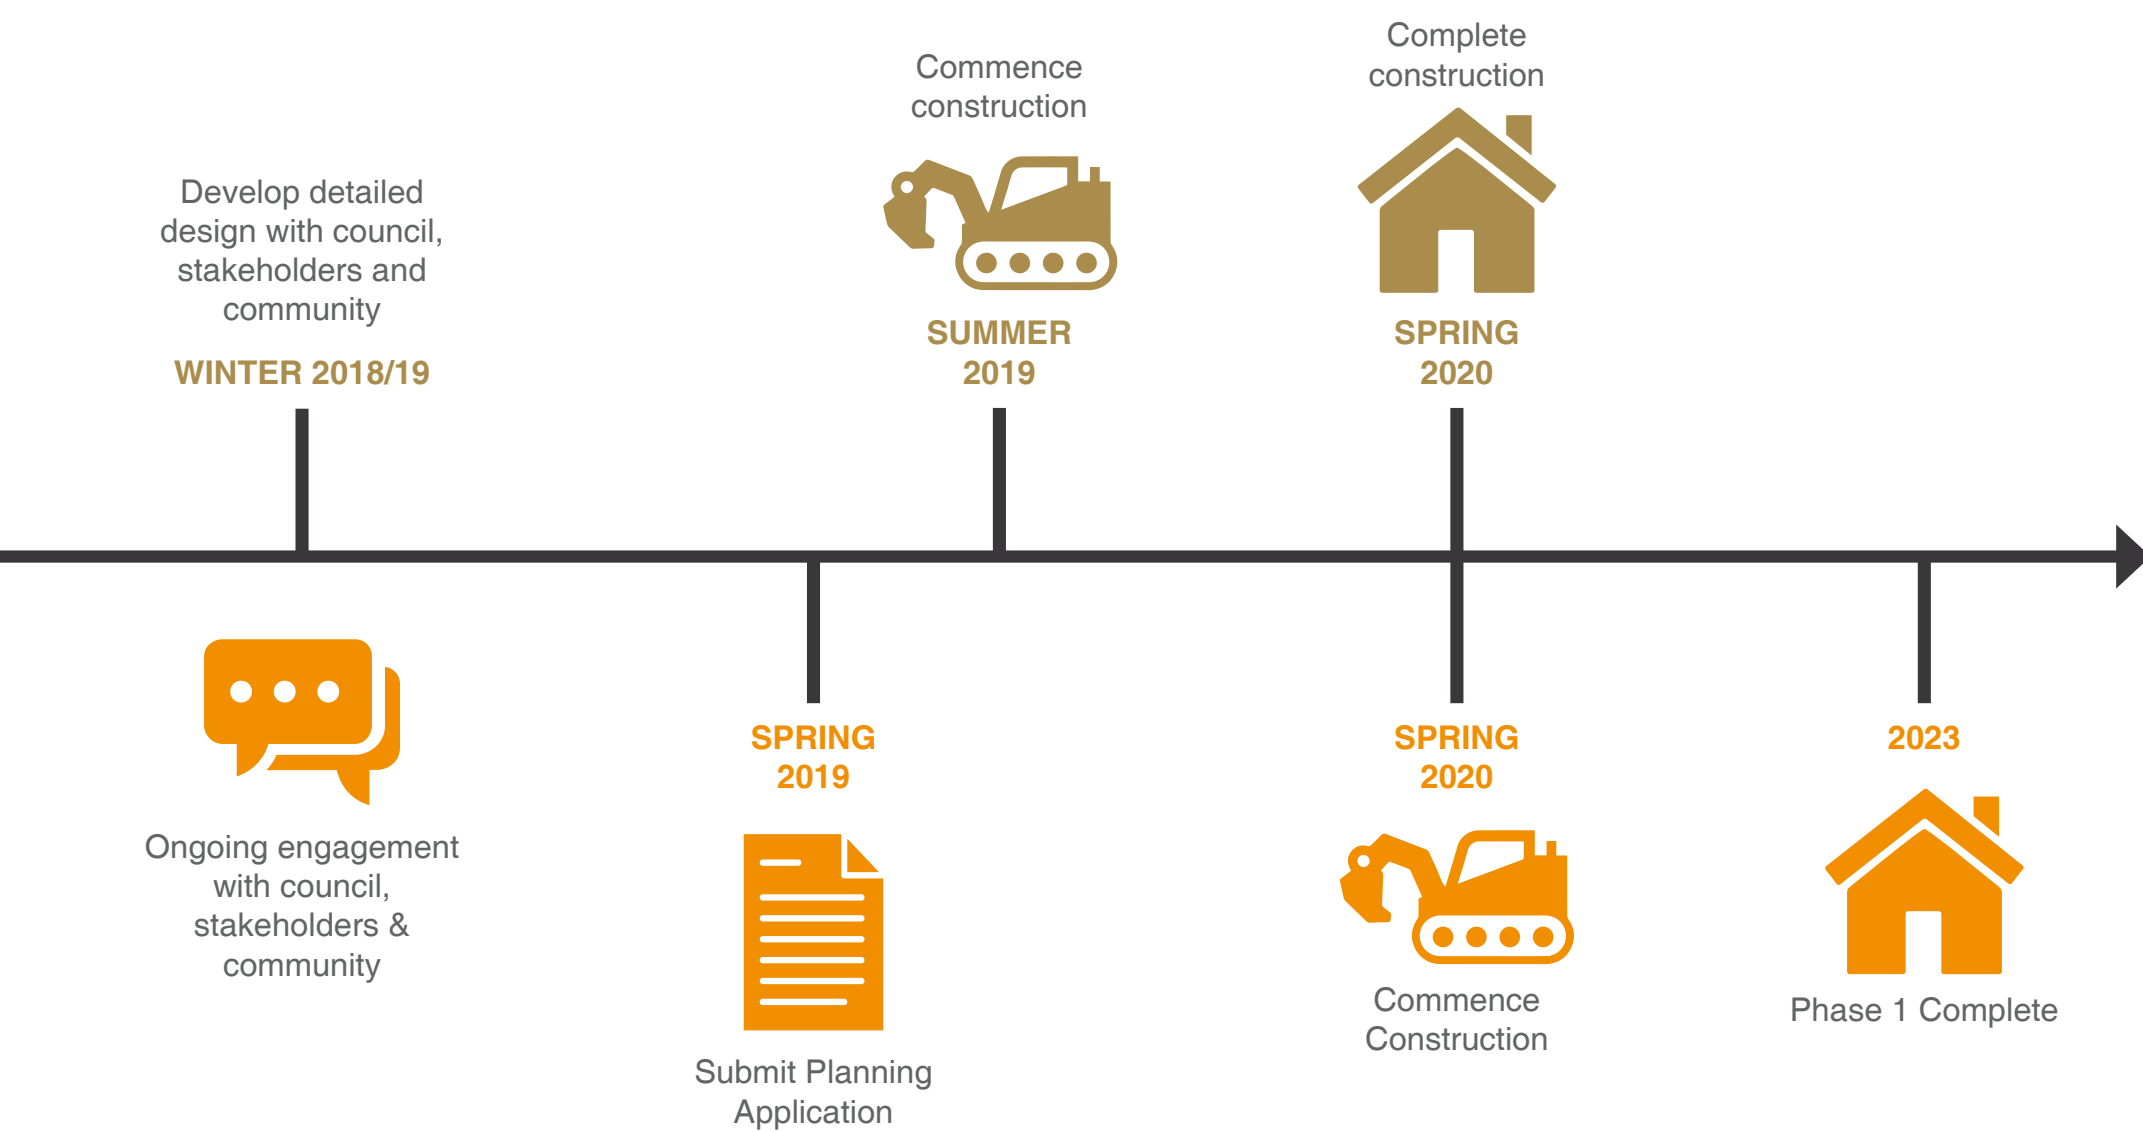 Develop detailed
design with council,
stakeholders and
community
WINTER 2018/19
Commence
construction
SUMMER
2019
Complete
construction
SPRING
2020
Ongoing engagement
with council,
stakeholders &
community
SPRING
2019
Submit Planning
Application
SPRING
2020
Commence
Construction
2023
Phase 1 Complete